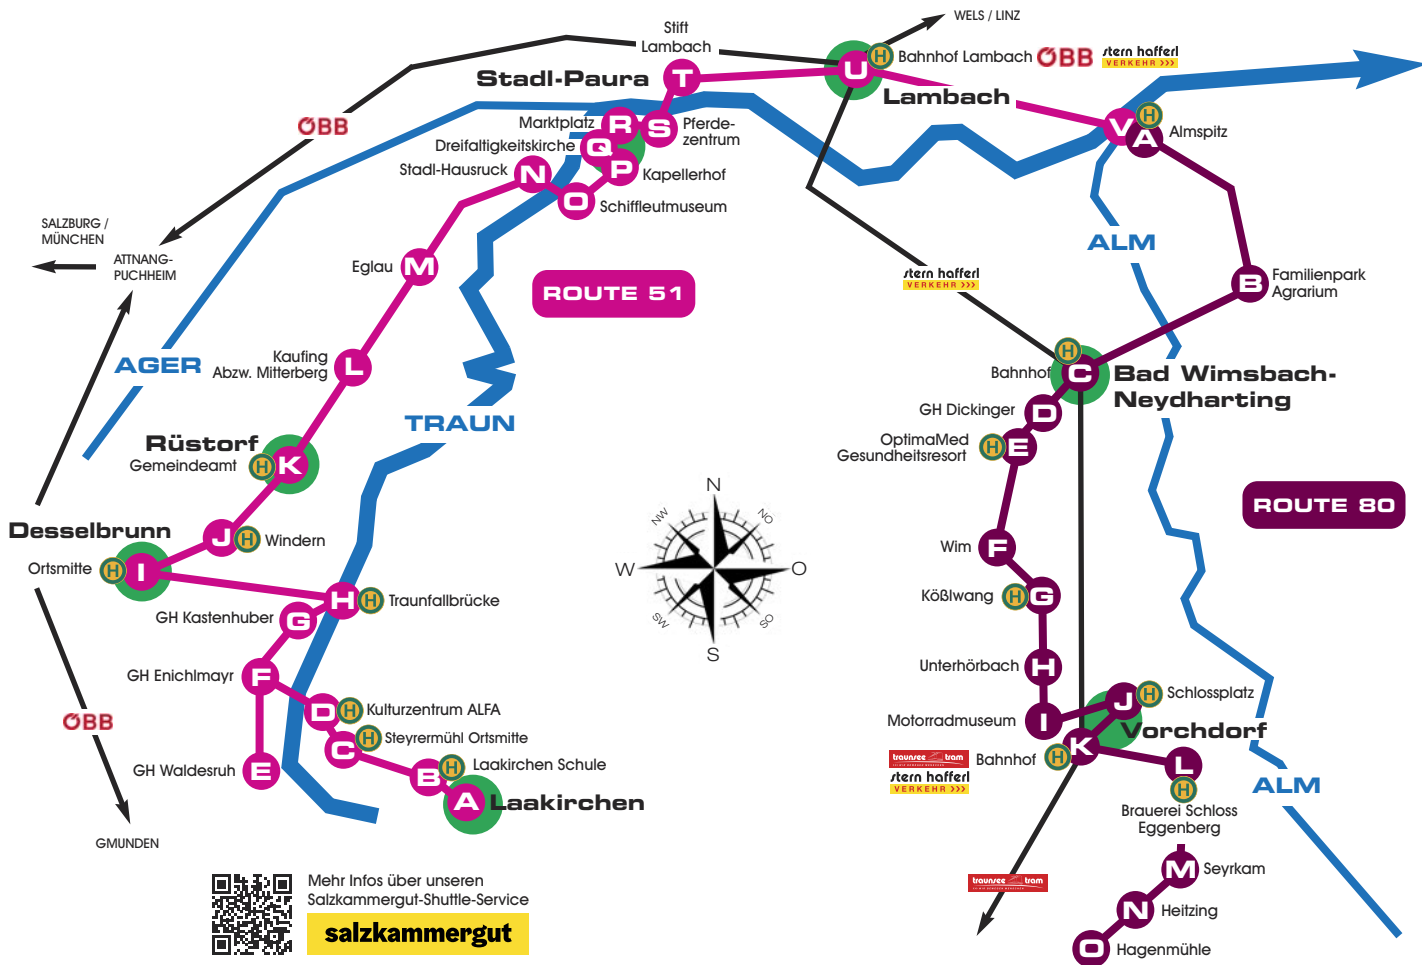 WELS / LINZ
Stift
Lambach
H
Bahnhof Lambach
ÖBB
stern hafferl
VERKEHR >>>
Stadl-Paura
T
U
Lambach
ÖBB
Marktplatz
R
S
Pferde-
zentrum
V
H
A
Almspitz
Dreifaltigkeitskirche
Q
Stadl-Hausruck
N
P
Kapellerhof
O
Schiffleutmuseum
SALZBURG /
MÜNCHEN
ATTNANG-
PUCHHEIM
Eglau
M
ALM
stern hafferl
VERKEHR >>>
ROUTE 51
B
Familienpark
Agrarium
AGER
Kaufing
Abzw. Mitterberg
L
H
Bahnhof
C
Bad Wimsbach-
Neydharting
TRAUN
GH Dickinger
D
Rüstorf
Gemeindeamt
H
K
OptimaMed
Gesundheitsresort
H
E
ROUTE 80
N
NW
NO
W
O
SW
SO
S
Desselbrunn
J
H
Windern
Ortsmitte
H
I
Wim
F
H
H
Traunfallbrücke
Kößlwang
H
G
GH Kastenhuber
G
GH Enichlmayr
F
Unterhörbach
H
D
H
Kulturzentrum ALFA
J
H
Schlossplatz
ÖBB
Motorradmuseum
I
Vorchdorf
C
H
Steyrermühl Ortsmitte
traunsee tram
stern hafferl
VERKEHR >>>
Bahnhof
H
K
GH Waldesruh
E
B
H
Laakirchen Schule
L
H
ALM
A
Laakirchen
Brauerei Schloss
Eggenberg
GMUNDEN
M
Seyrkam
traunsee tram
Mehr Infos über unseren
Salzkammergut-Shuttle-Service
salzkammergut
N
Heitzing
O
Hagenmühle